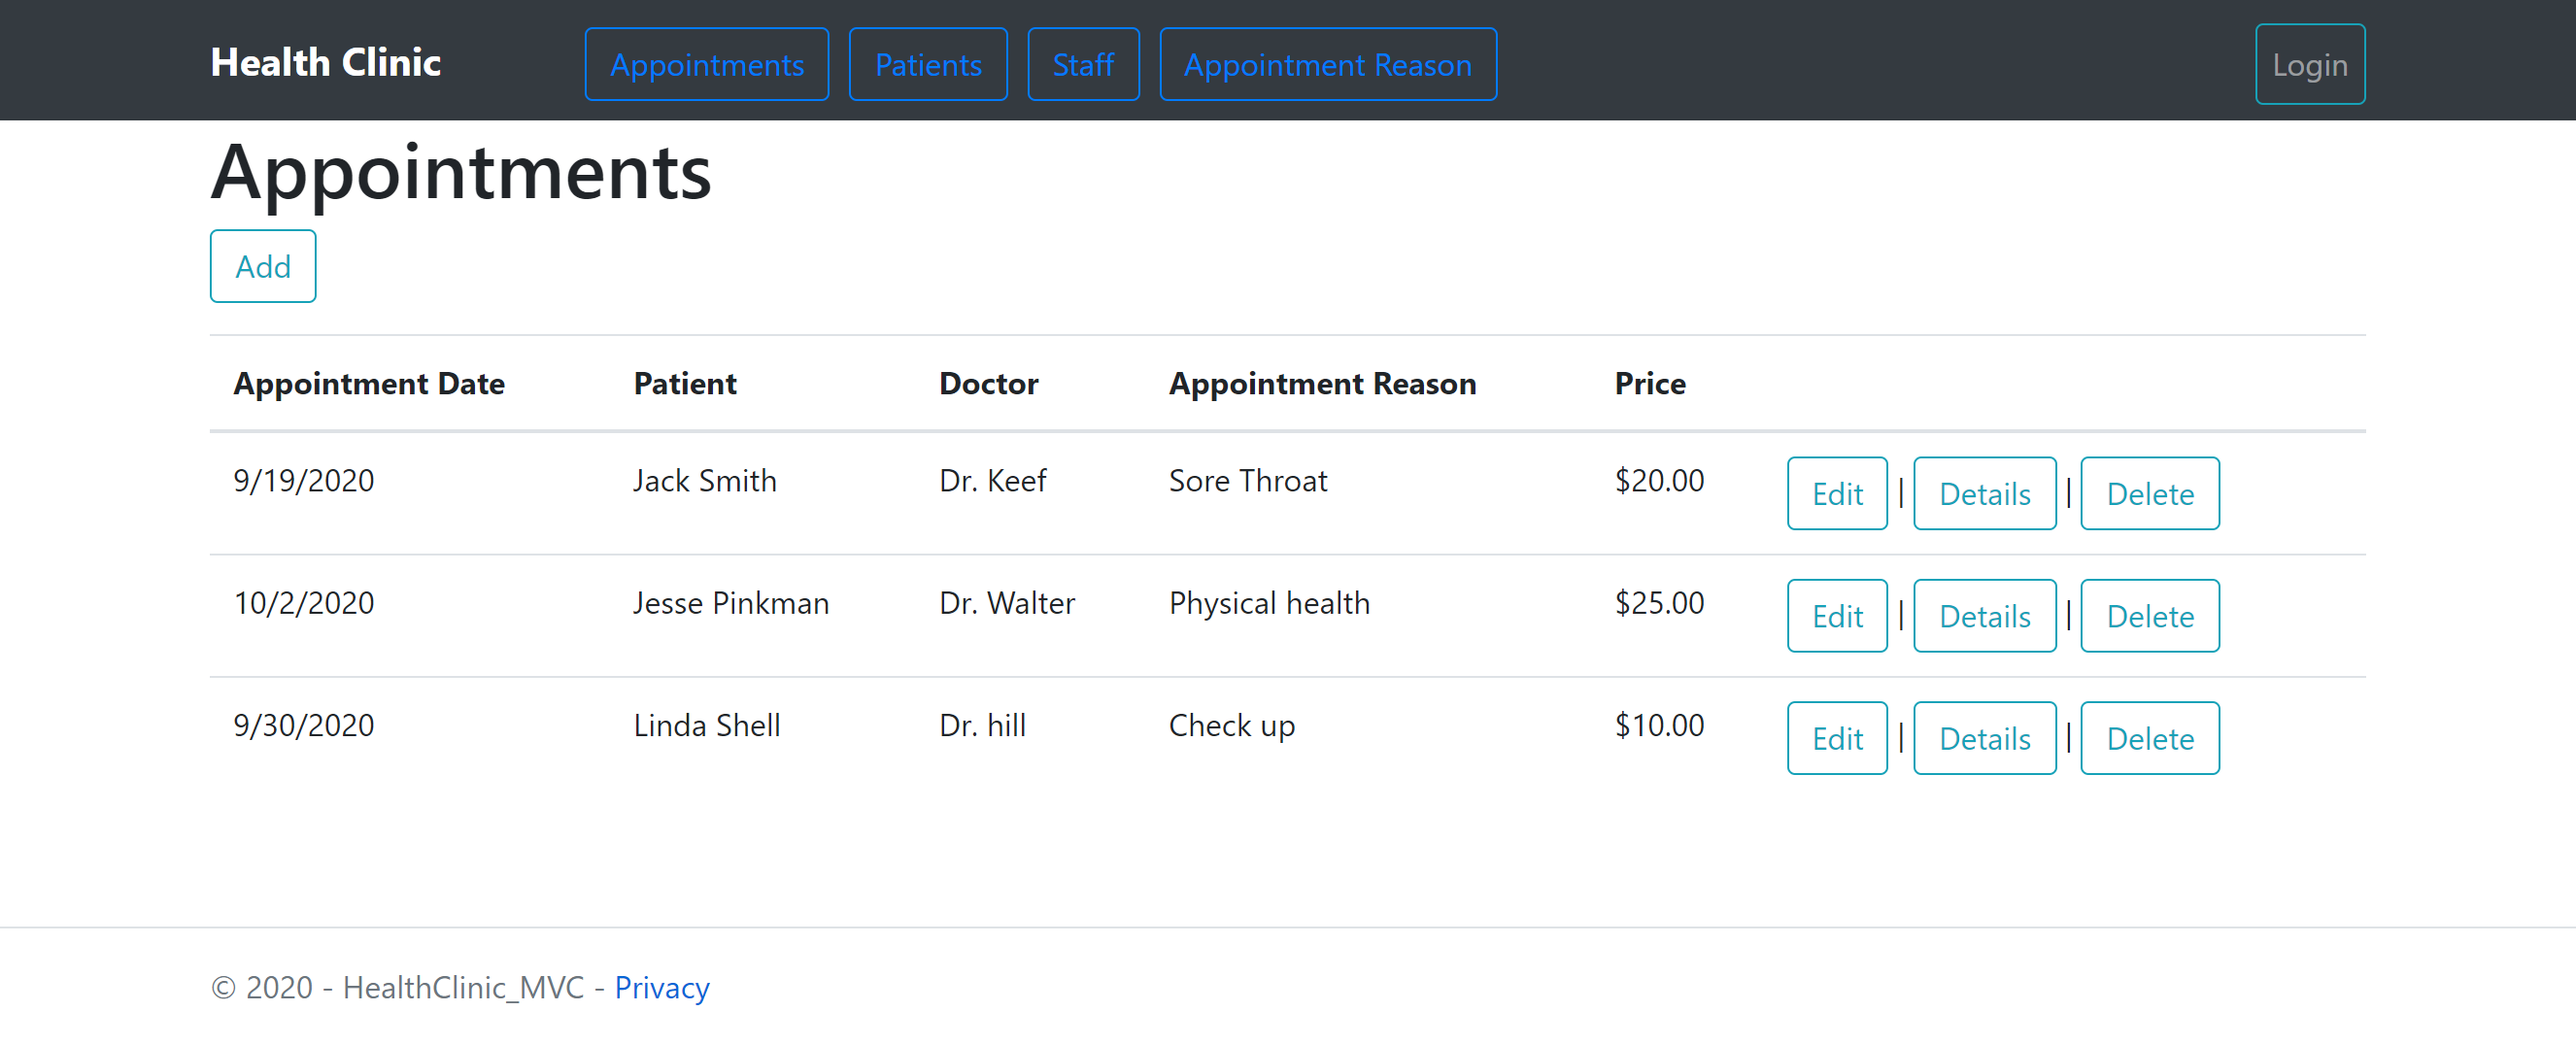 Health Clinic Appointments Patients Staff Appointment Reason Login
Appointments
Add
Appointment Date Patient Doctor Appointment Reason Price
9/19/2020 Jack Smith Dr. Keef Sore Throat $20.00 Edit | Details | Delete
10/2/2020 Jesse Pinkman Dr. Walter Physical health $25.00 Edit | Details | Delete
9/30/2020 Linda Shell Dr. hill Check up $10.00 Edit | Details | Delete
© 2020 - HealthClinic_MVC - Privacy